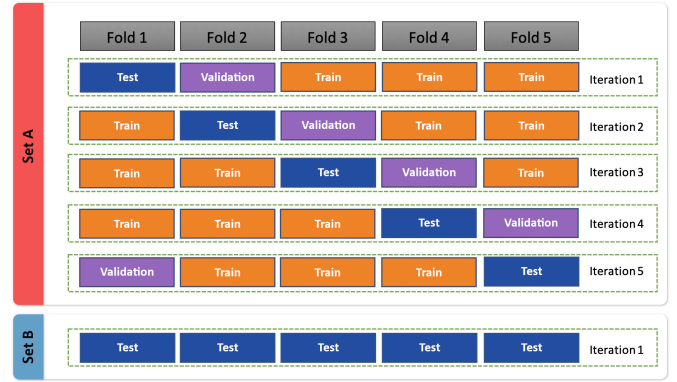 Set A
Fold 1 Fold 2 Fold 3 Fold 4 Fold 5
Test Validation Train Train Train Iteration 1
Train Test Validation Train Train Iteration 2
Train Train Test Validation Train Iteration 3
Train Train Train Test Validation Iteration 4
Validation Train Train Train Test Iteration 5
Set B
Test Test Test Test Test Iteration 1